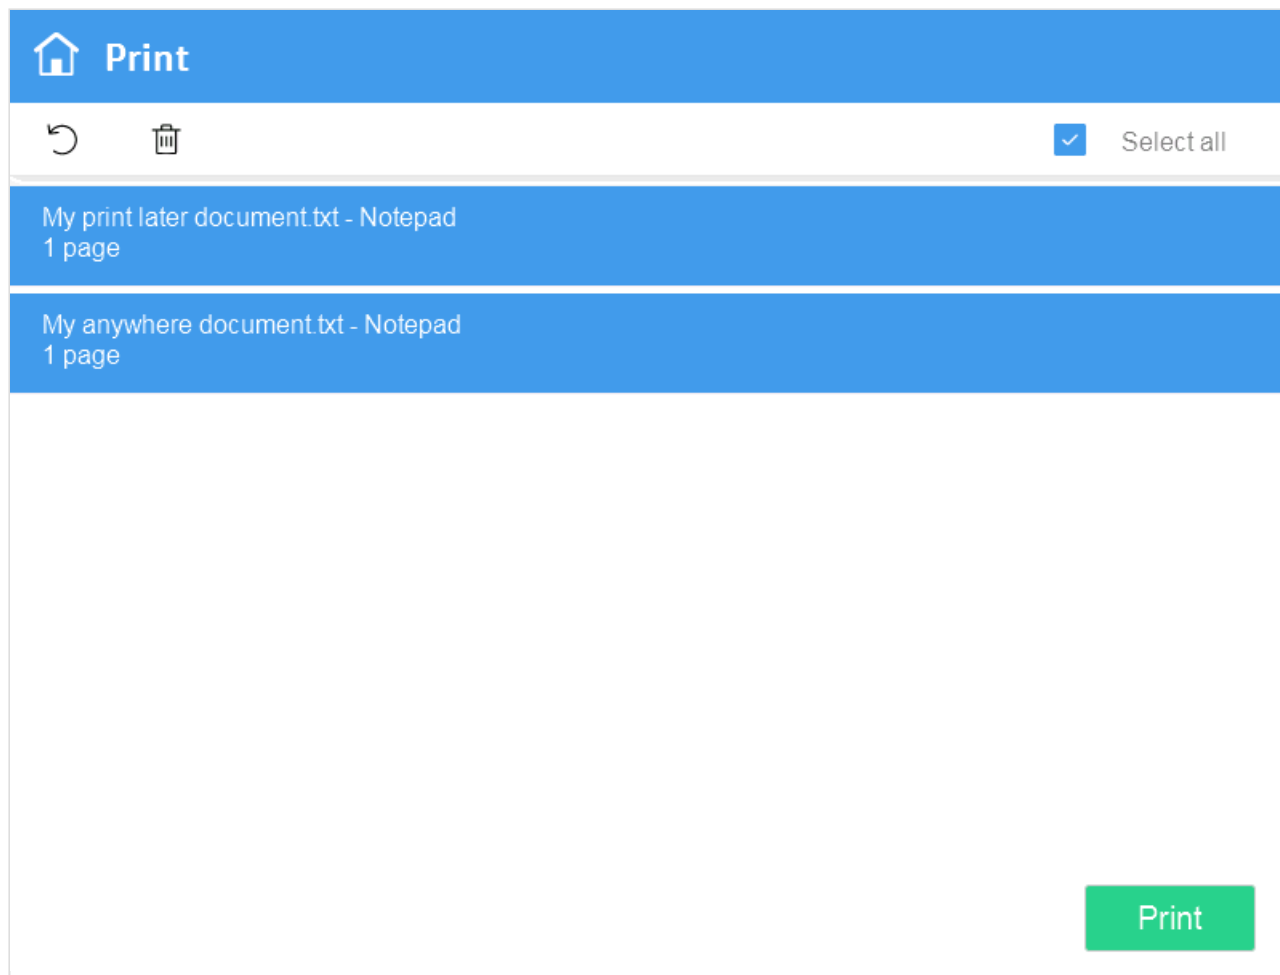 Print
Select all
My print later document.txt - Notepad
1 page
My anywhere document.txt - Notepad
1 page
Print